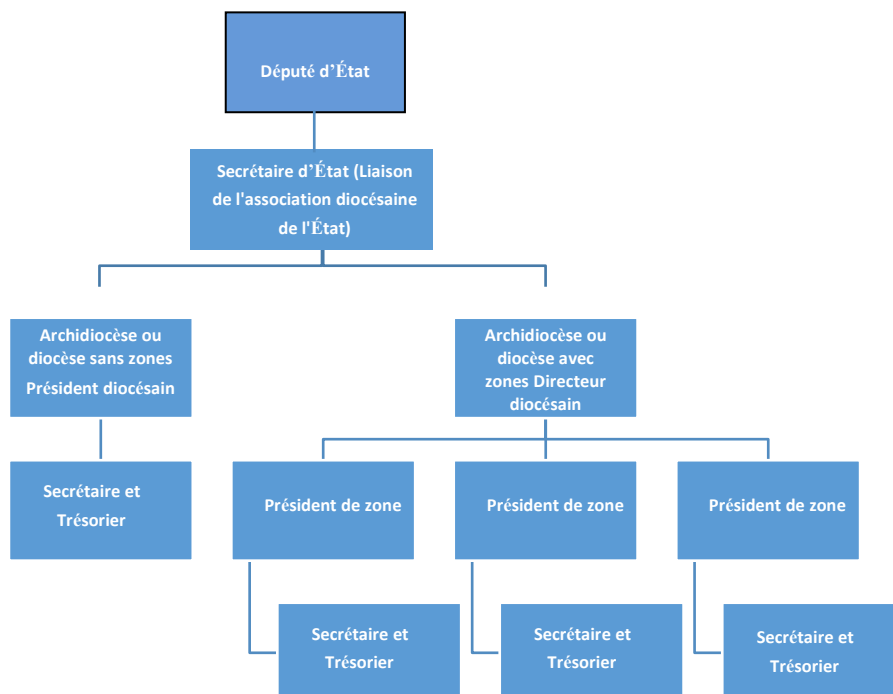 Député d’État
Secrétaire d’État (Liaison
de l'association diocésaine
de l'État)
Archidiocèse ou
diocèse sans zones
Président diocésain
Archidiocèse ou
diocèse avec
zones Directeur
diocésain
Secrétaire et
Trésorier
Président de zone
Président de zone
Président de zone
Secrétaire et
Trésorier
Secrétaire et
Trésorier
Secrétaire et
Trésorier